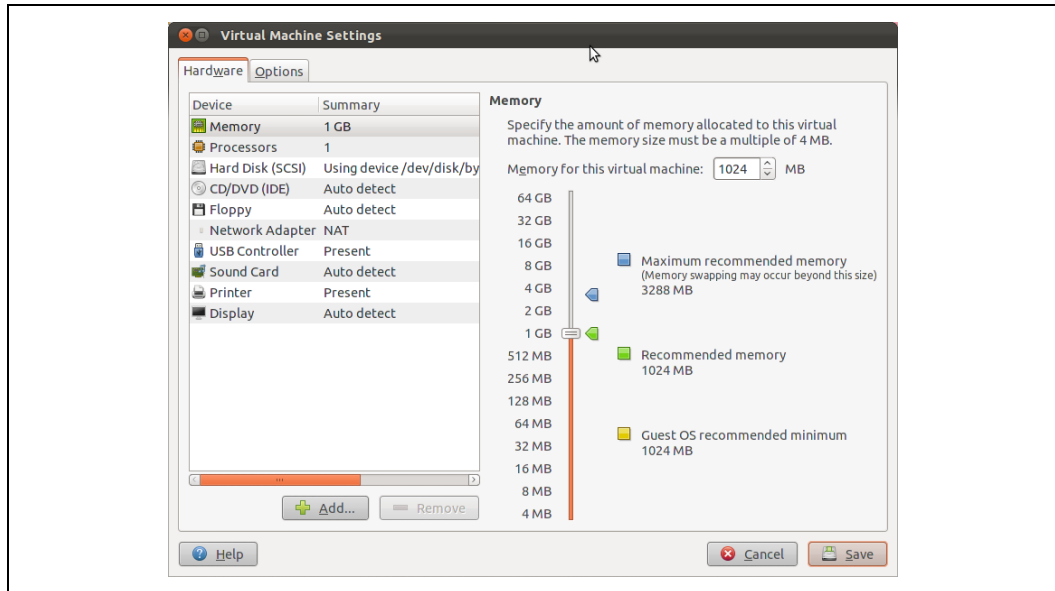 Virtual Machine Settings
Hardware Options
Device Summary
Memory 1 GB
Processors 1
Hard Disk (SCSI) Using device /dev/disk/by
CD/DVD (IDE) Auto detect
Floppy Auto detect
Network Adapter NAT
USB Controller Present
Sound Card Auto detect
Printer Present
Display Auto detect
Add...
Remove
Memory
Specify the amount of memory allocated to this virtual
machine. The memory size must be a multiple of 4 MB.
Memory for this virtual machine: 1024 MB
64 GB
32 GB
16 GB
8 GB
4 GB
2 GB
1 GB
512 MB
256 MB
128 MB
64 MB
32 MB
16 MB
8 MB
4 MB
Maximum recommended memory
(Memory swapping may occur beyond this size)
3288 MB
Recommended memory
1024 MB
Guest OS recommended minimum
1024 MB
Help
Cancel
Save